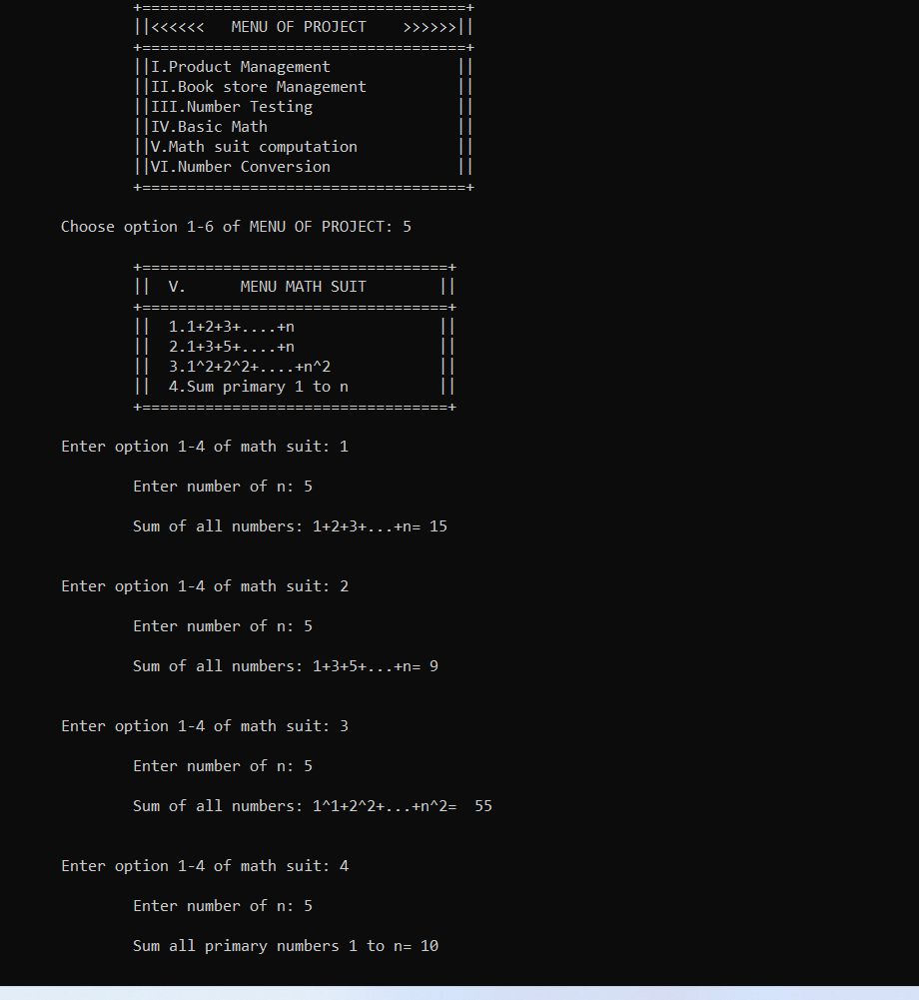 +====================================+
||<<<<<<   MENU OF PROJECT    >>>>>>||
+====================================+
||I.Product Management              ||
||II.Book store Management          ||
||III.Number Testing                ||
||IV.Basic Math                     ||
||V.Math suit computation           ||
||VI.Number Conversion              ||
+====================================+
Choose option 1-6 of MENU OF PROJECT: 5
+==================================+
||  V.      MENU MATH SUIT        ||
+==================================+
||  1.1+2+3+....+n                ||
||  2.1+3+5+....+n                ||
||  3.1^2+2^2+....+n^2            ||
||  4.Sum primary 1 to n          ||
+==================================+
Enter option 1-4 of math suit: 1
Enter number of n: 5
Sum of all numbers: 1+2+3+...+n= 15
Enter option 1-4 of math suit: 2
Enter number of n: 5
Sum of all numbers: 1+3+5+...+n= 9
Enter option 1-4 of math suit: 3
Enter number of n: 5
Sum of all numbers: 1^1+2^2+...+n^2=  55
Enter option 1-4 of math suit: 4
Enter number of n: 5
Sum all primary numbers 1 to n= 10